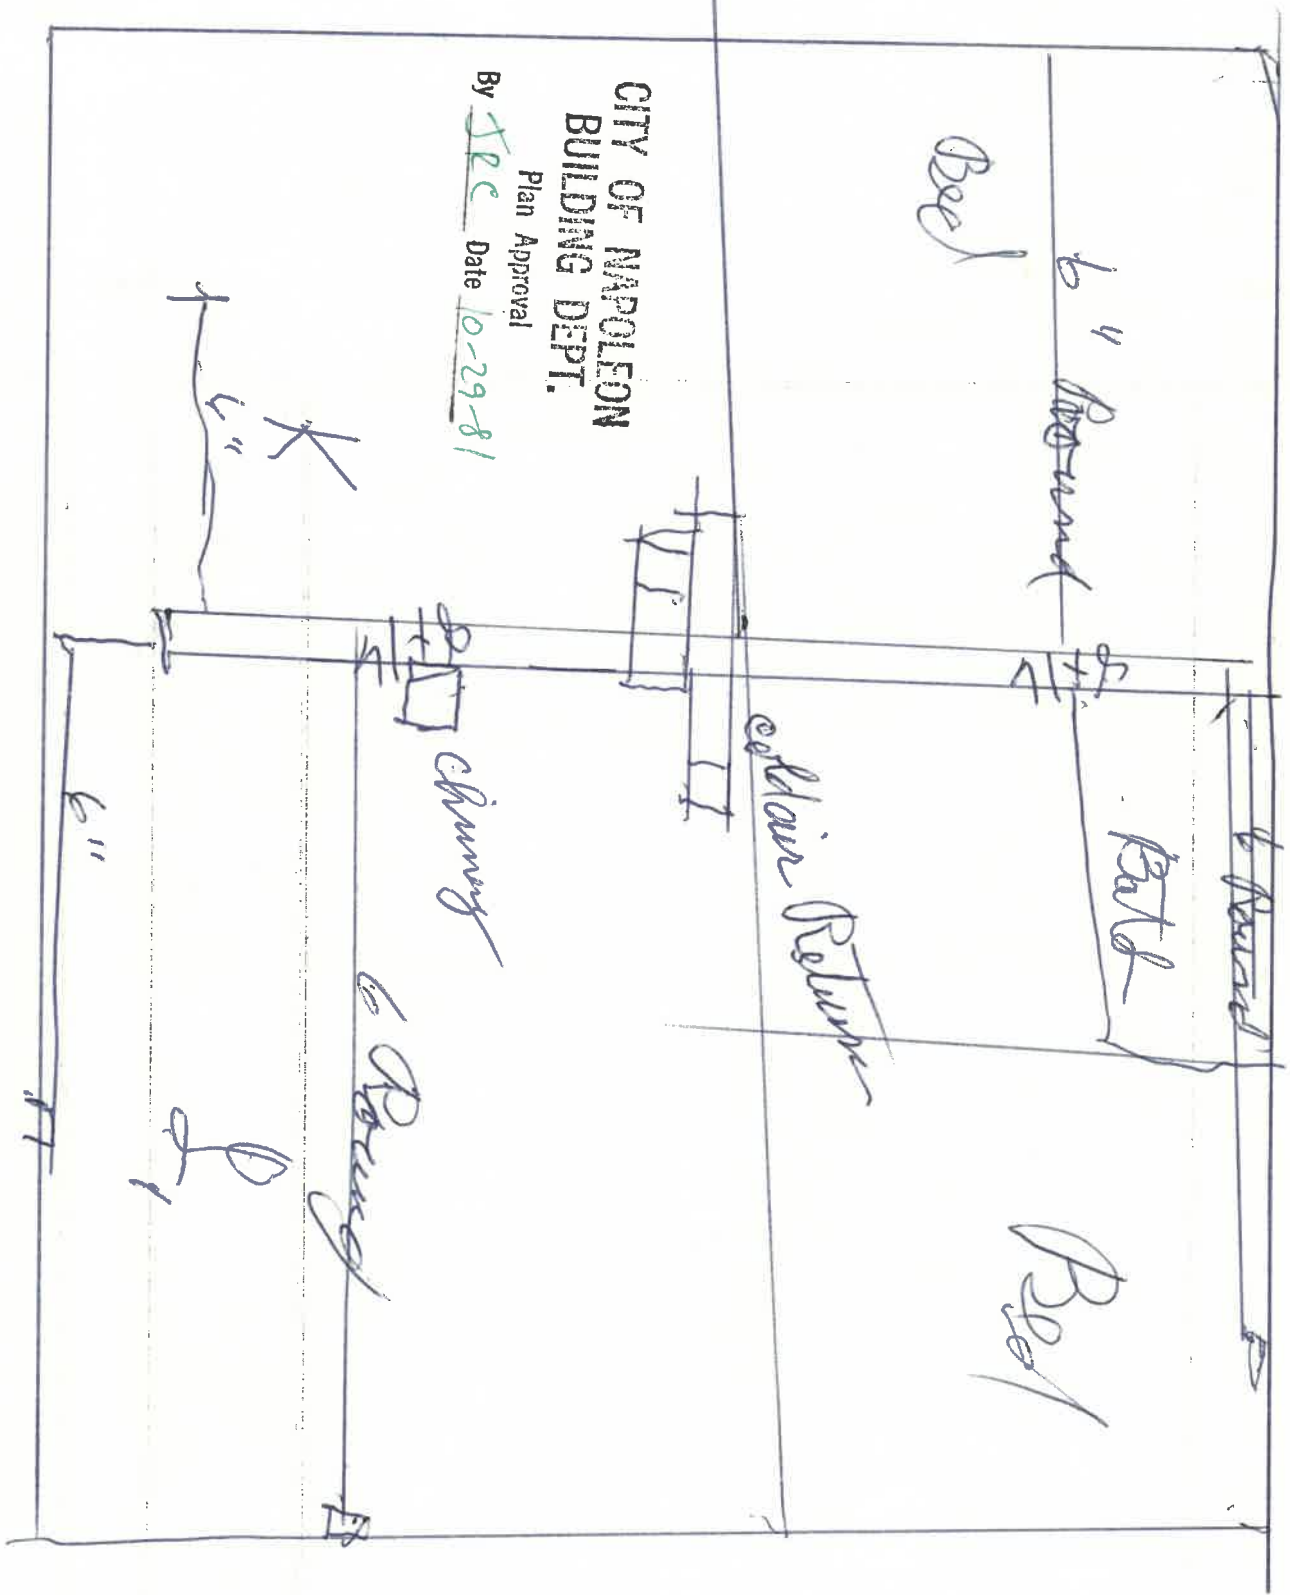 6 Round
Bath
Bed
6" Round
Bed
cold air Return
CITY OF NAPOLEON
BUILDING DEPT.
Plan Approval
By JRC Date 10-29-81
chimney
6 Round
K
6"
6"